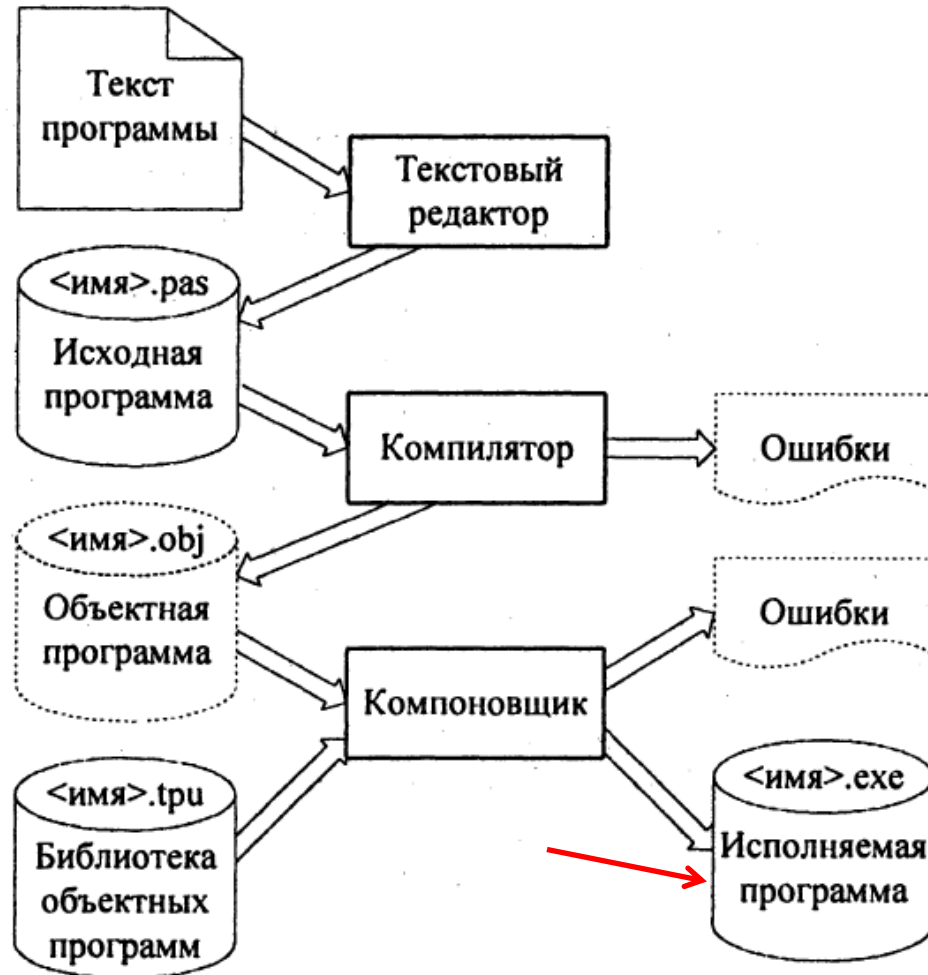 Текст
программы
Текстовый
редактор
<имя>.pas
Исходная
программа
Компилятор
Ошибки
<имя>.obj
Объектная
программа
Ошибки
Компоновщик
<имя>.tpu
Библиотека
объектных
программ
<имя>.exe
Исполняемая
программа